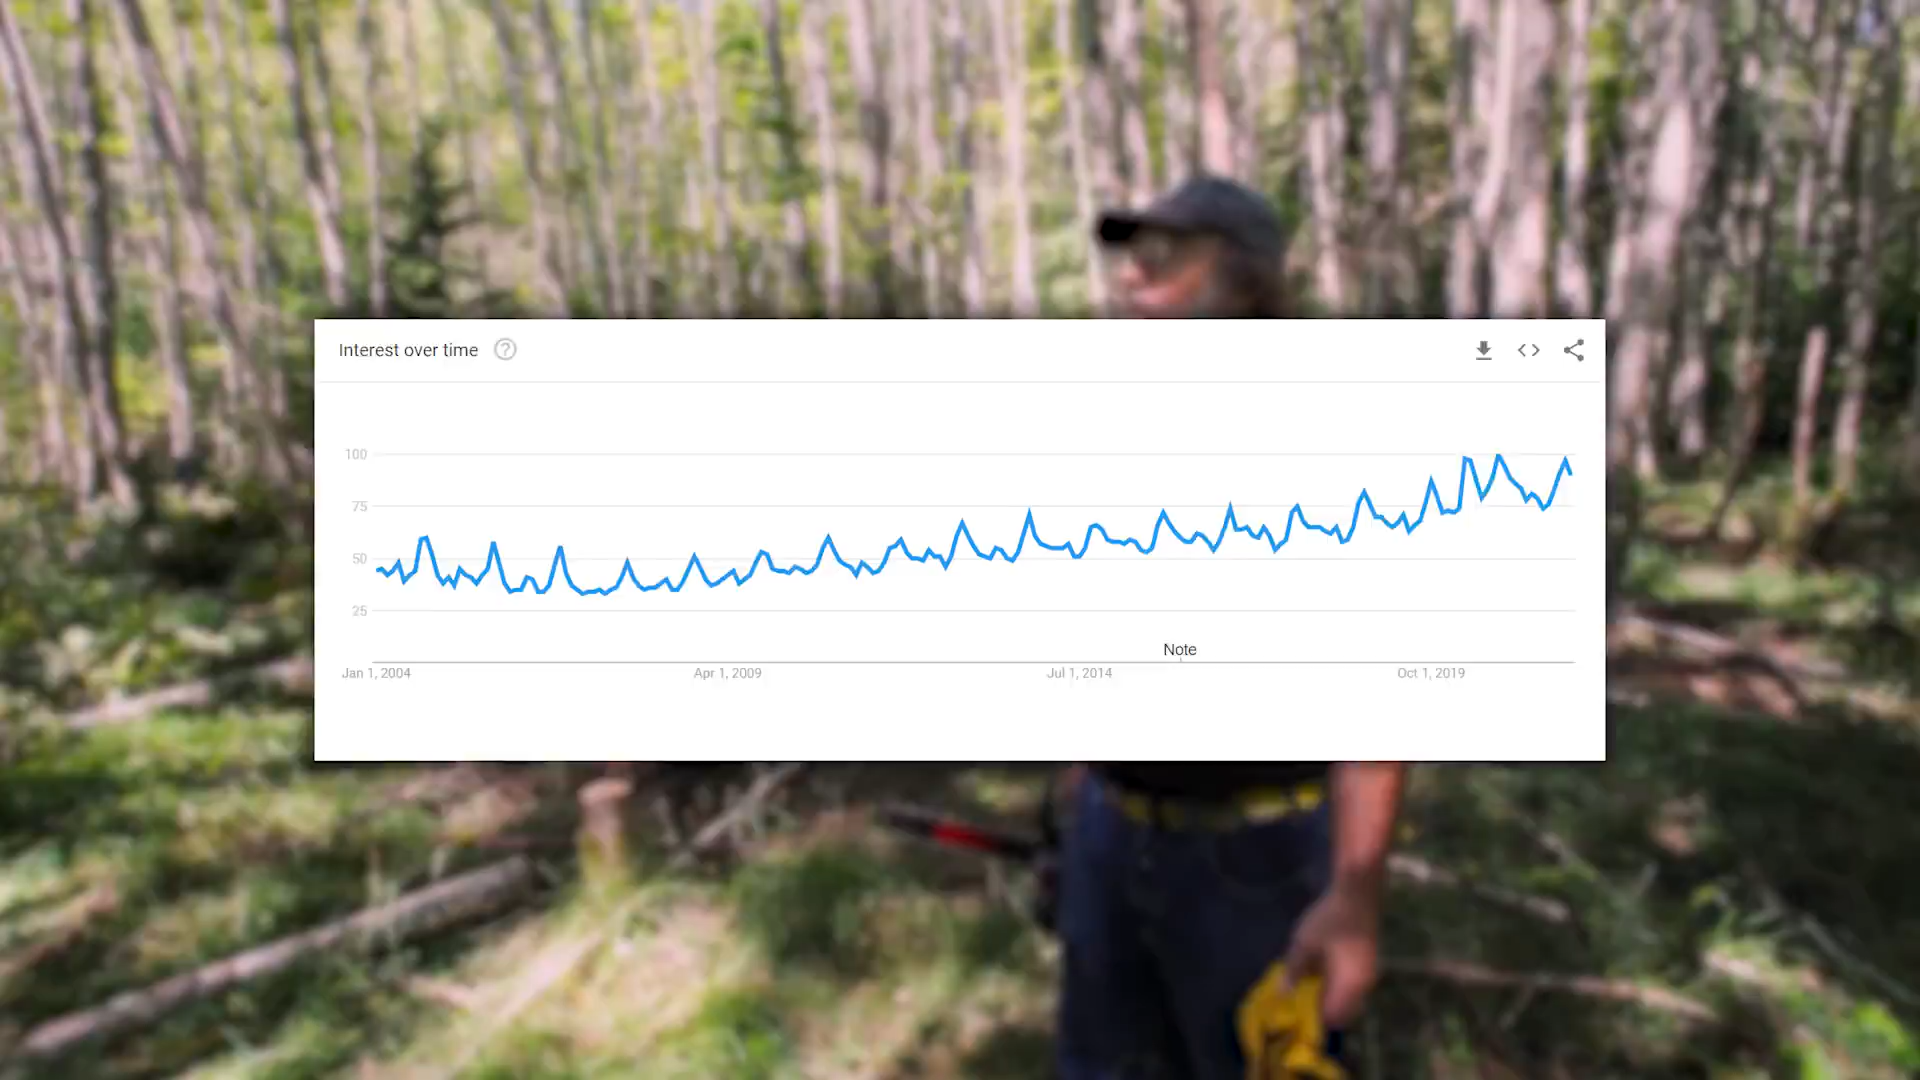 Interest over time ?
100
75
50
25
Note
Jan 1, 2004 Apr 1, 2009 Jul 1, 2014 Oct 1, 2019